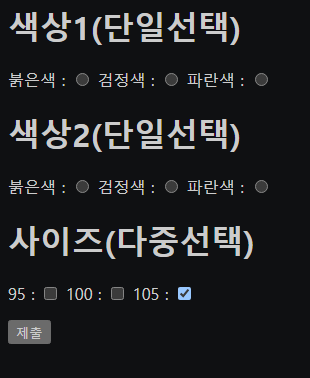 색상1(단일선택)
붉은색 : 검정색 : 파란색 :
색상2(단일선택)
붉은색 : 검정색 : 파란색 :
사이즈(다중선택)
95 : 100 : 105 :
제출